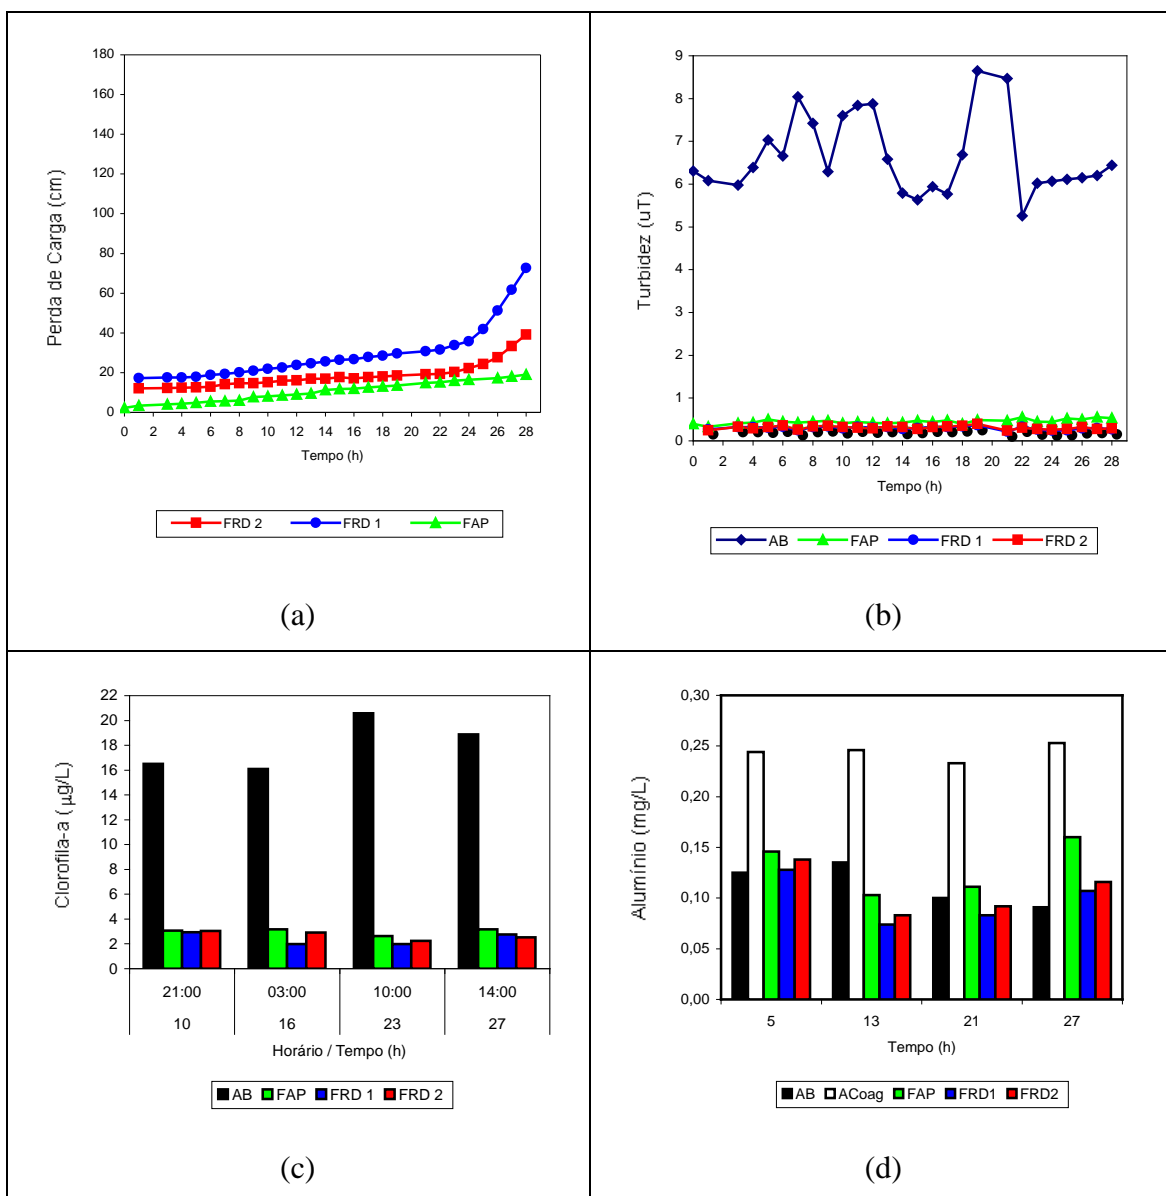 180
160
140
120
100
80
60
40
20
0
Perda de Carga (cm)
0 2 4 6 8 10 12 14 16 18 20 22 24 26 28
Tempo (h)
FRD 2 FRD 1 FAP
(a)
9
8
7
6
5
4
3
2
1
0
Turbidez (uT)
0 2 4 6 8 10 12 14 16 18 20 22 24 26 28
Tempo (h)
AB FAP FRD 1 FRD 2
(b)
22
20
18
16
14
12
10
8
6
4
2
0
Clorofila-a ( μg/L)
21:00 03:00 10:00 14:00
10 16 23 27
Horário / Tempo (h)
AB FAP FRD 1 FRD 2
(c)
0,30
0,25
0,20
0,15
0,10
0,05
0,00
Alumínio (mg/L)
5 13 21 27
Tempo (h)
AB ACoag FAP FRD1 FRD2
(d)